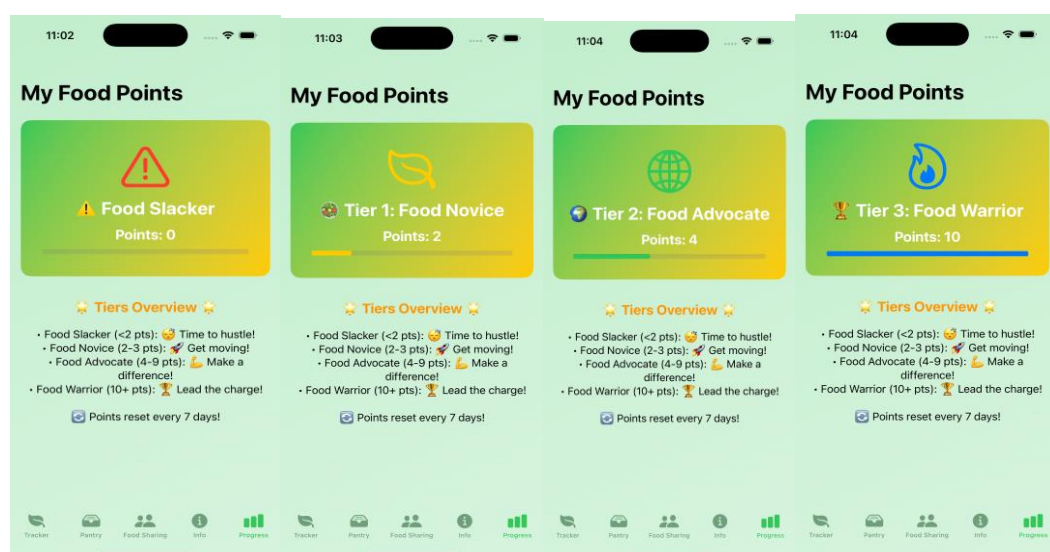 11:02
My Food Points
⚠️ Food Slacker
Points: 0
🌟 Tiers Overview 🌟
• Food Slacker (<2 pts): 😴 Time to hustle!
• Food Novice (2-3 pts): 🚀 Get moving!
• Food Advocate (4-9 pts): 💪 Make a
difference!
• Food Warrior (10+ pts): 🏆 Lead the charge!
🔄 Points reset every 7 days!
Tracker
Pantry
Food Sharing
Info
Progress
11:03
My Food Points
🥗 Tier 1: Food Novice
Points: 2
🌟 Tiers Overview 🌟
• Food Slacker (<2 pts): 😴 Time to hustle!
• Food Novice (2-3 pts): 🚀 Get moving!
• Food Advocate (4-9 pts): 💪 Make a
difference!
• Food Warrior (10+ pts): 🏆 Lead the charge!
🔄 Points reset every 7 days!
Tracker
Pantry
Food Sharing
Info
Progress
11:04
My Food Points
🌍 Tier 2: Food Advocate
Points: 4
🌟 Tiers Overview 🌟
• Food Slacker (<2 pts): 😴 Time to hustle!
• Food Novice (2-3 pts): 🚀 Get moving!
• Food Advocate (4-9 pts): 💪 Make a
difference!
• Food Warrior (10+ pts): 🏆 Lead the charge!
🔄 Points reset every 7 days!
Tracker
Pantry
Food Sharing
Info
Progress
11:04
My Food Points
🏆 Tier 3: Food Warrior
Points: 10
🌟 Tiers Overview 🌟
• Food Slacker (<2 pts): 😴 Time to hustle!
• Food Novice (2-3 pts): 🚀 Get moving!
• Food Advocate (4-9 pts): 💪 Make a
difference!
• Food Warrior (10+ pts): 🏆 Lead the charge!
🔄 Points reset every 7 days!
Tracker
Pantry
Food Sharing
Info
Progress